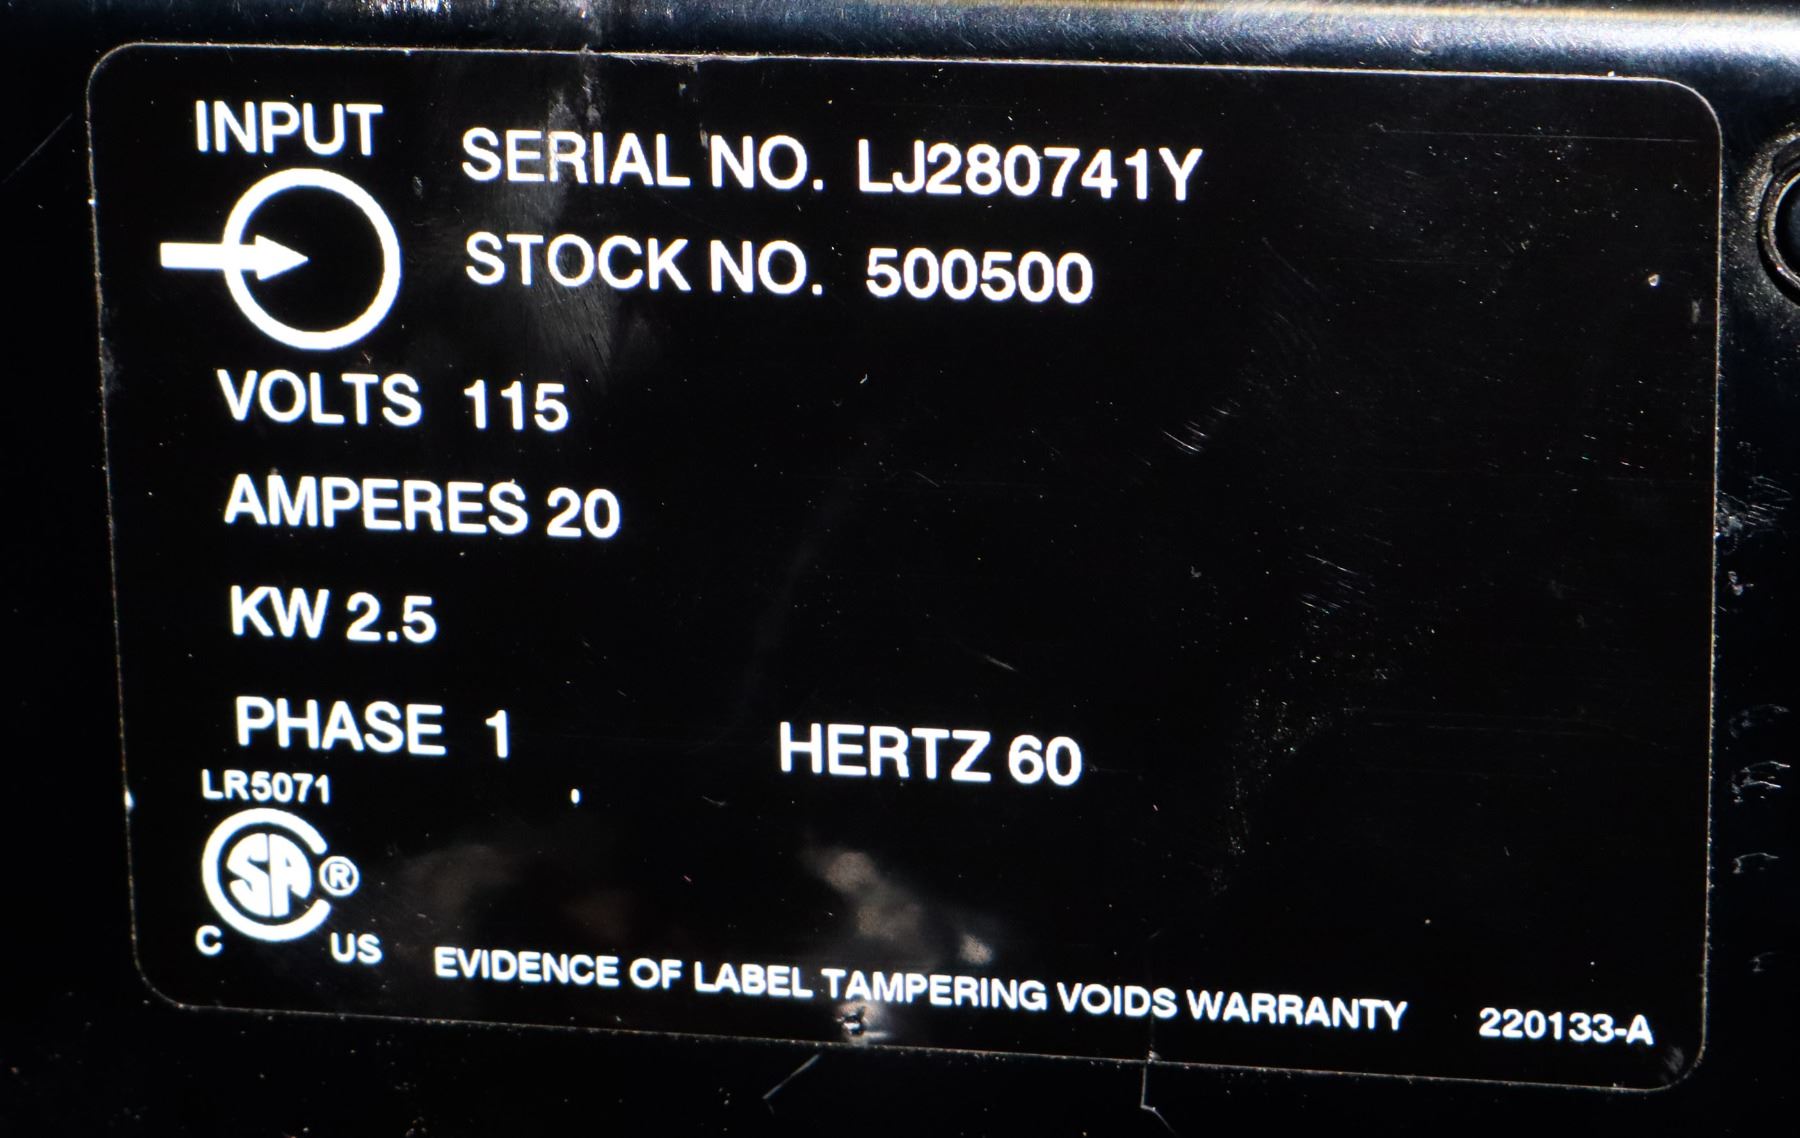 INPUT
SERIAL NO. LJ280741Y
STOCK NO. 500500
VOLTS 115
AMPERES 20
KW 2.5
PHASE 1 HERTZ 60
LR5071
SA ®
C US
EVIDENCE OF LABEL TAMPERING VOIDS WARRANTY 220133-A